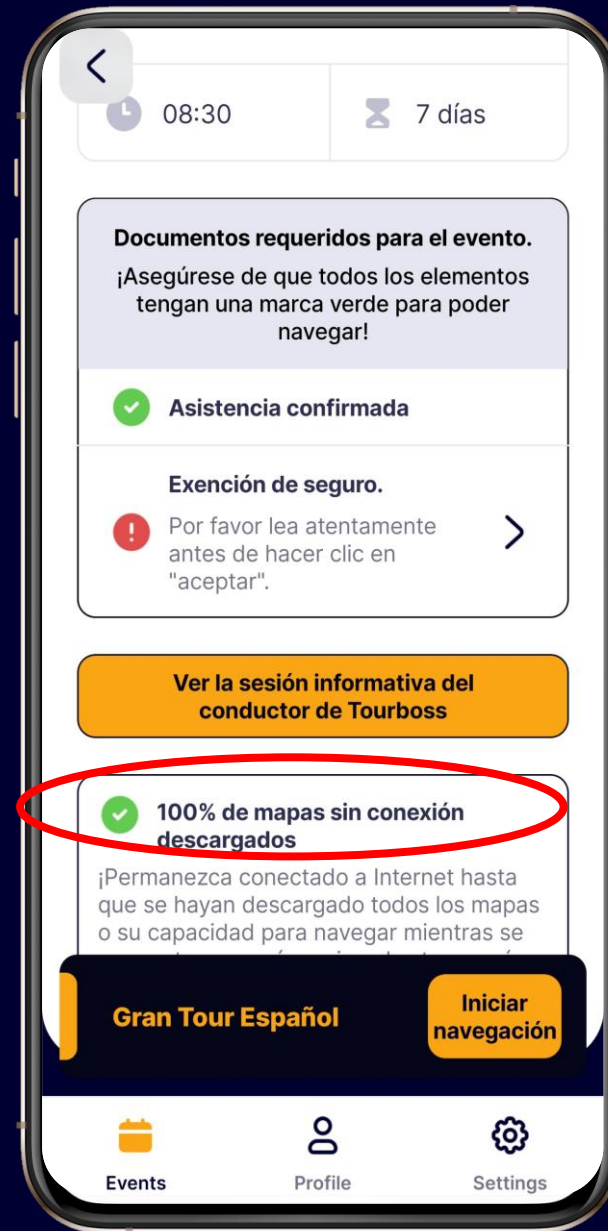 08:30
7 días
Documentos requeridos para el evento.
¡Asegúrese de que todos los elementos
tengan una marca verde para poder
navegar!
Asistencia confirmada
Exención de seguro.
Por favor lea atentamente
antes de hacer clic en
"aceptar".
Ver la sesión informativa del
conductor de Tourboss
100% de mapas sin conexión
descargados
¡Permanezca conectado a Internet hasta
que se hayan descargado todos los mapas
o su capacidad para navegar mientras se
Gran Tour Español
Iniciar
navegación
Events
Profile
Settings